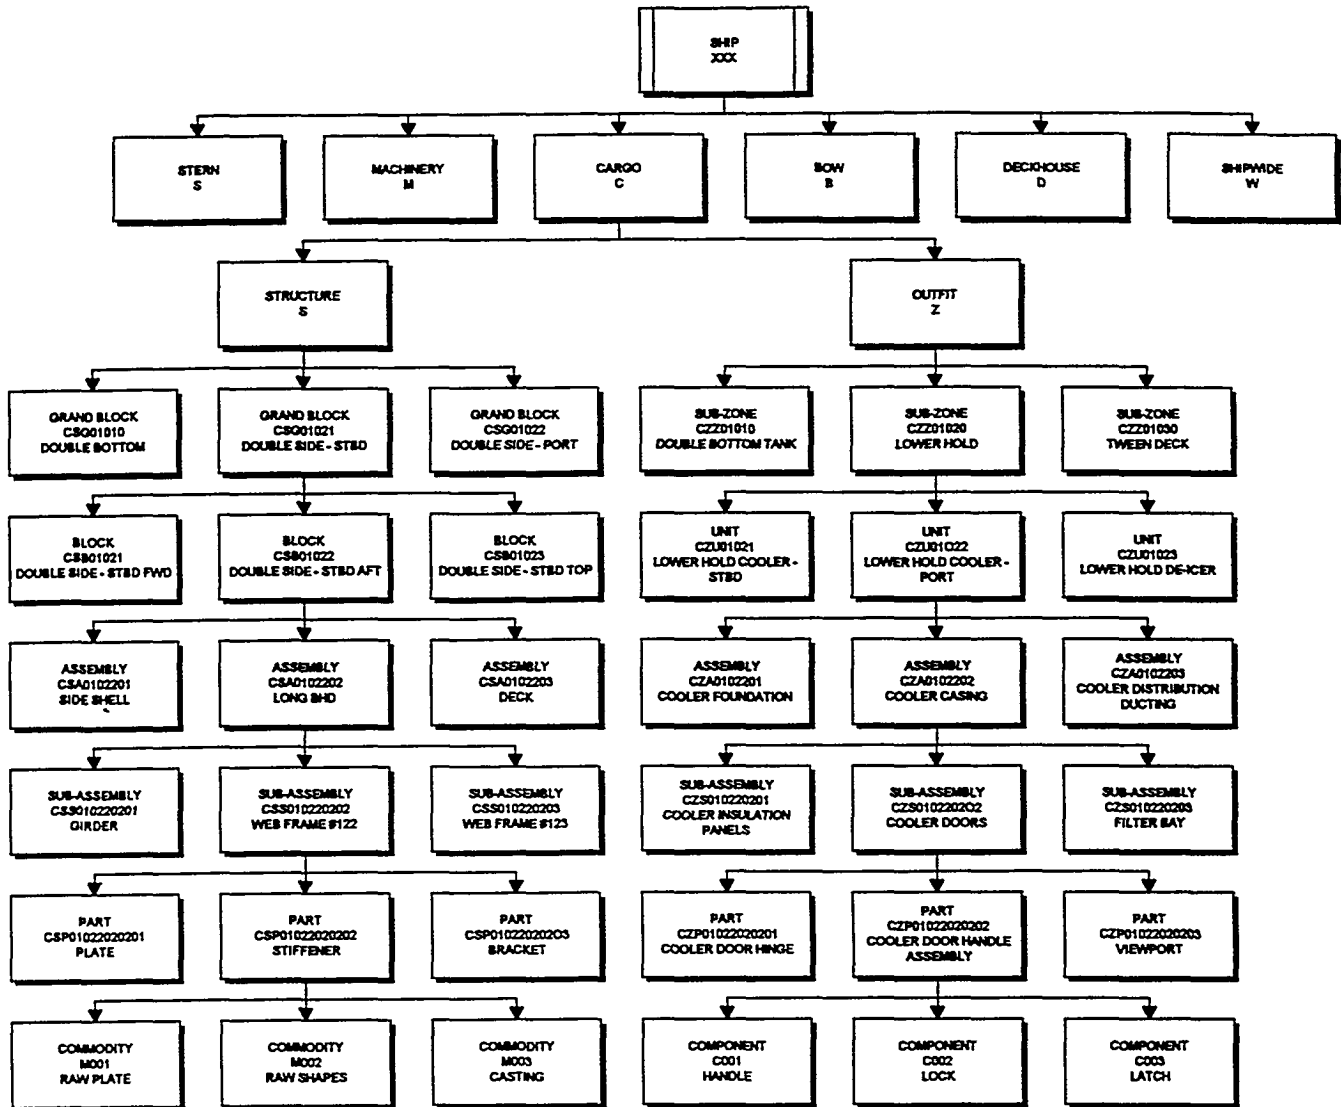 SHIP
XXX
STERN
S
MACHINERY
M
CARGO
C
BOW
B
DECKHOUSE
D
SHIPWIDE
W
STRUCTURE
S
OUTFIT
Z
GRAND BLOCK
CSG01010
DOUBLE BOTTOM
GRAND BLOCK
CSG01021
DOUBLE SIDE - STBD
GRAND BLOCK
CSG01022
DOUBLE SIDE - PORT
SUB-ZONE
CZZ01010
DOUBLE BOTTOM TANK
SUB-ZONE
CZZ01020
LOWER HOLD
SUB-ZONE
CZZ01030
TWEEN DECK
BLOCK
CSB01021
DOUBLE SIDE - STBD FWD
BLOCK
CSB01022
DOUBLE SIDE - STBD AFT
BLOCK
CSB01023
DOUBLE SIDE - STBD TOP
UNIT
CZU01021
LOWER HOLD COOLER -
STBD
UNIT
CZU01022
LOWER HOLD COOLER -
PORT
UNIT
CZU01023
LOWER HOLD DE-ICER
ASSEMBLY
CSA0102201
SIDE SHELL
ASSEMBLY
CSA0102202
LONG BHD
ASSEMBLY
CSA0102203
DECK
ASSEMBLY
CZA0102201
COOLER FOUNDATION
ASSEMBLY
CZA0102202
COOLER CASING
ASSEMBLY
CZA0102203
COOLER DISTRIBUTION
DUCTING
SUB-ASSEMBLY
CSS010220201
GIRDER
SUB-ASSEMBLY
CSS010220202
WEB FRAME #122
SUB-ASSEMBLY
CSS010220203
WEB FRAME #123
SUB-ASSEMBLY
CZS010220201
COOLER INSULATION
PANELS
SUB-ASSEMBLY
CZS010220202
COOLER DOORS
SUB-ASSEMBLY
CZS010220203
FILTER BAY
PART
CSP01022020201
PLATE
PART
CSP01022020202
STIFFENER
PART
CSP01022020203
BRACKET
PART
CZP01022020201
COOLER DOOR HINGE
PART
CZP01022020202
COOLER DOOR HANDLE
ASSEMBLY
PART
CZP01022020203
VIEWPORT
COMMODITY
M001
RAW PLATE
COMMODITY
M002
RAW SHAPES
COMMODITY
M003
CASTING
COMPONENT
C001
HANDLE
COMPONENT
C002
LOCK
COMPONENT
C003
LATCH